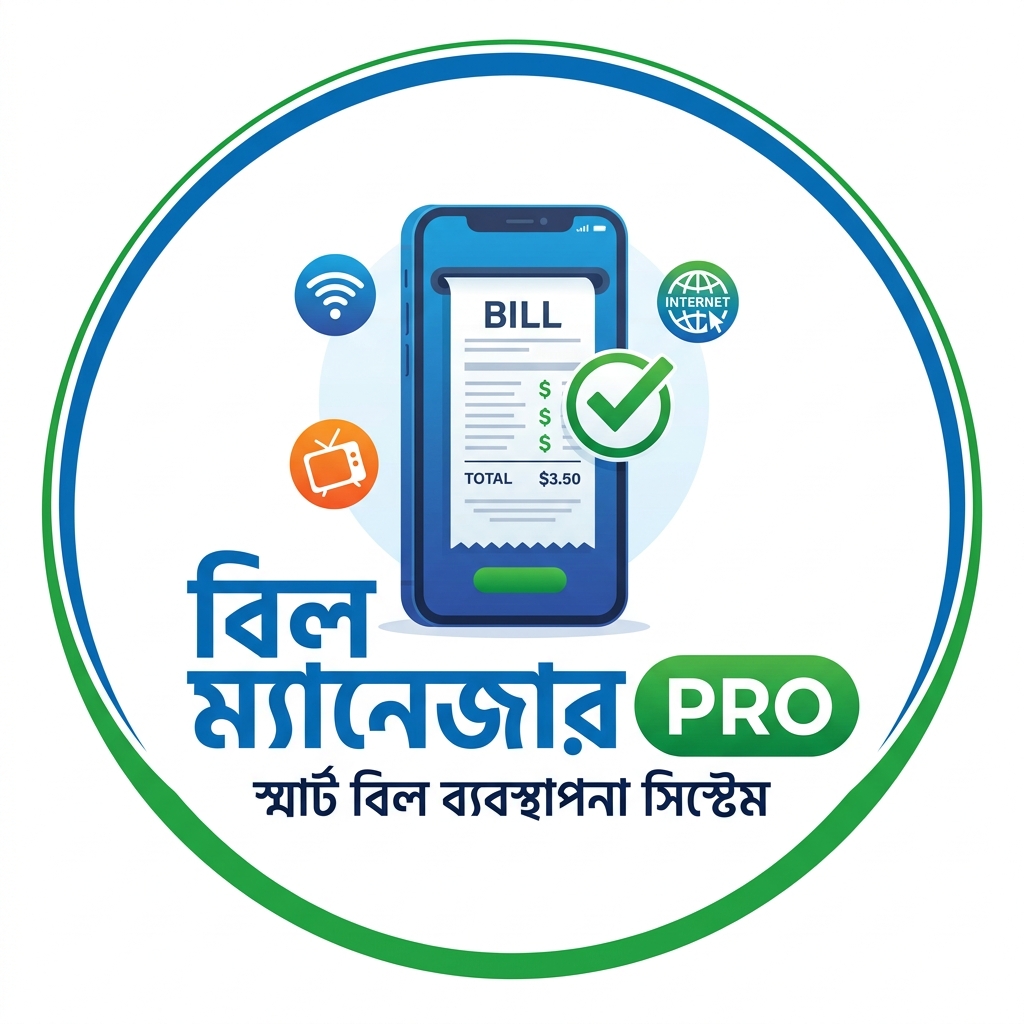 BILL
INTERNET
$
$
$
TOTAL $3.50
বিল
ম্যানেজার PRO
স্মার্ট বিল ব্যবস্থাপনা সিস্টেম